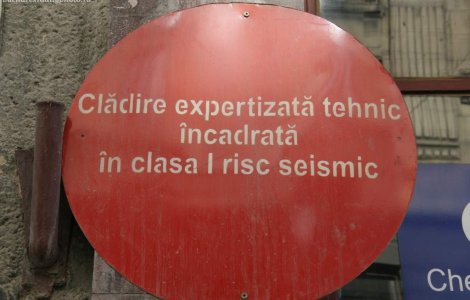 Clădire expertizată tehnic
încadrată
în clasa I risc seismic
Che